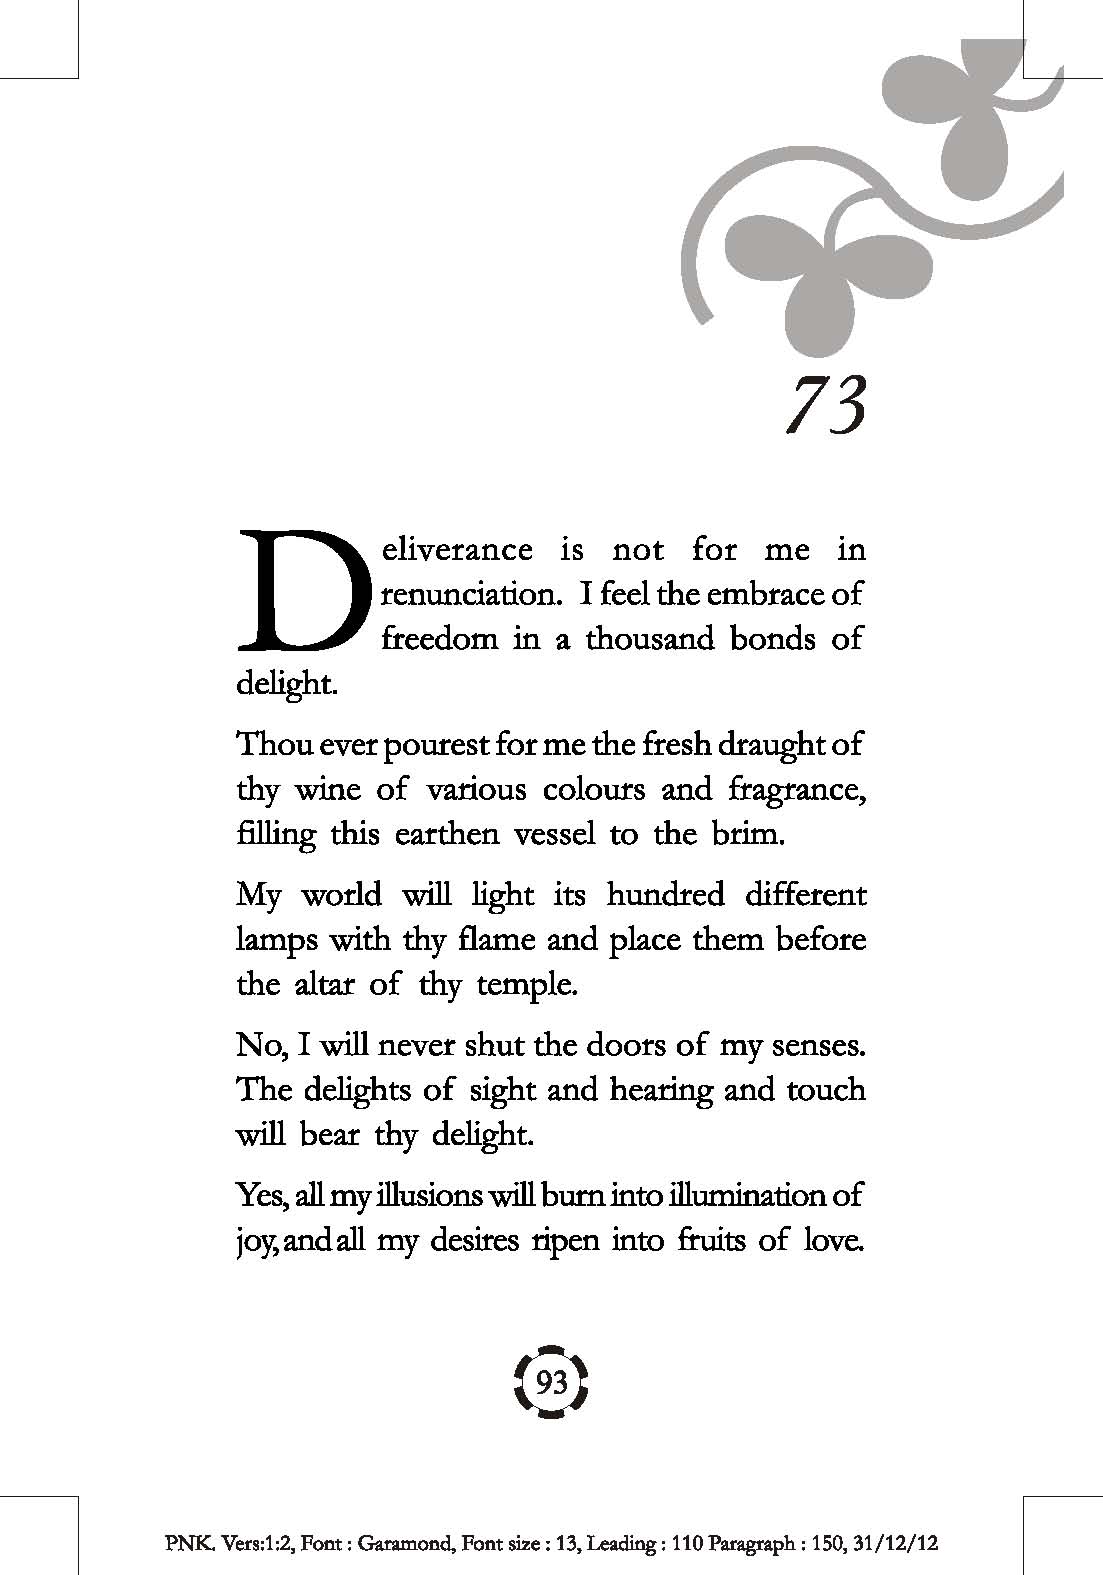 73
Deliverance is not for me in
renunciation. I feel the embrace of
freedom in a thousand bonds of
delight.
Thou ever pourest for me the fresh draught of
thy wine of various colours and fragrance,
filling this earthen vessel to the brim.
My world will light its hundred different
lamps with thy flame and place them before
the altar of thy temple.
No, I will never shut the doors of my senses.
The delights of sight and hearing and touch
will bear thy delight.
Yes, all my illusions will burn into illumination of
joy, and all my desires ripen into fruits of love.
93
PNK. Vers:1:2, Font : Garamond, Font size : 13, Leading : 110 Paragraph : 150, 31/12/12